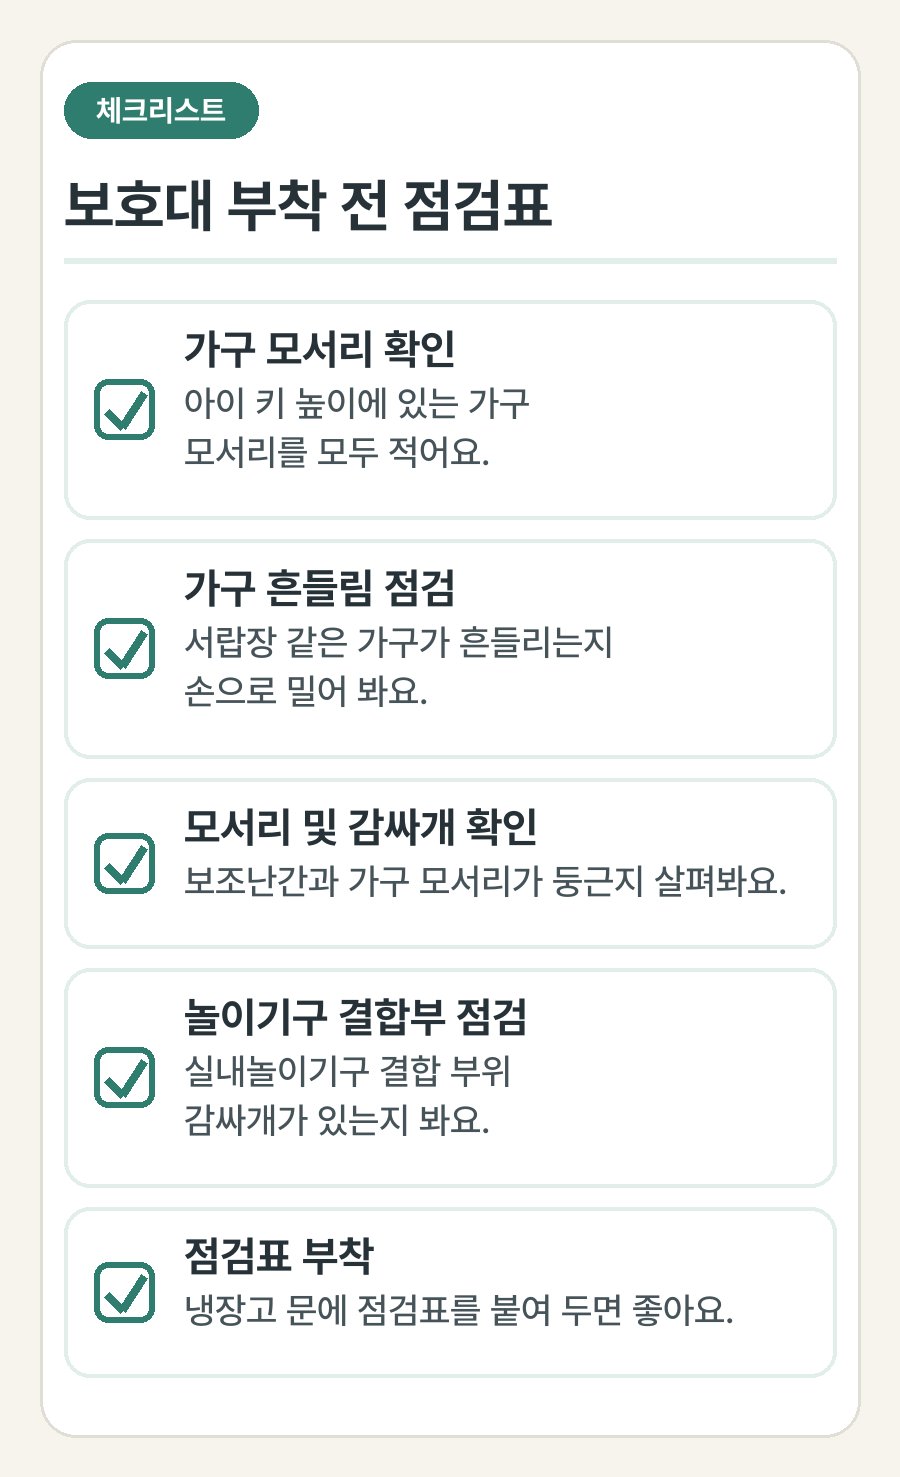 체크리스트
보호대 부착 전 점검표
가구 모서리 확인
아이 키 높이에 있는 가구
모서리를 모두 적어요.
가구 흔들림 점검
서랍장 같은 가구가 흔들리는지
손으로 밀어 봐요.
모서리 및 감싸개 확인
보조난간과 가구 모서리가 둥근지 살펴봐요.
놀이기구 결합부 점검
실내놀이기구 결합 부위
감싸개가 있는지 봐요.
점검표 부착
냉장고 문에 점검표를 붙여 두면 좋아요.